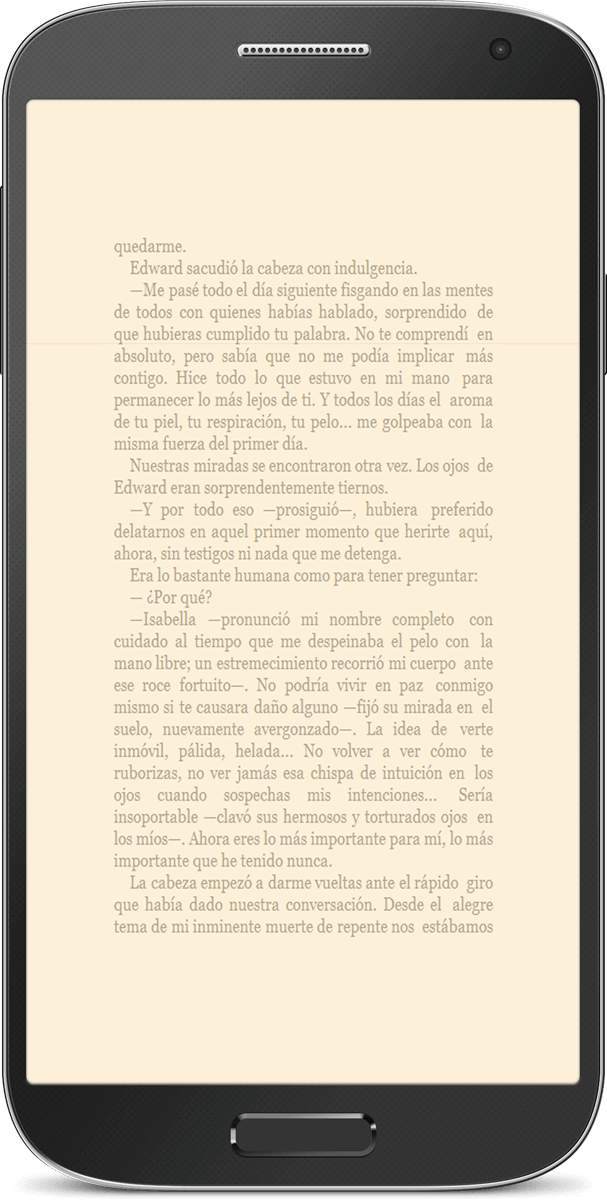 quedarme.
Edward sacudió la cabeza con indulgencia.
—Me pasé todo el día siguiente fisgando en las mentes
de todos con quienes habías hablado, sorprendido de
que hubieras cumplido tu palabra. No te comprendí en
absoluto, pero sabía que no me podía implicar más
contigo. Hice todo lo que estuvo en mi mano para
permanecer lo más lejos de ti. Y todos los días el aroma
de tu piel, tu respiración, tu pelo... me golpeaba con la
misma fuerza del primer día.
Nuestras miradas se encontraron otra vez. Los ojos de
Edward eran sorprendentemente tiernos.
—Y por todo eso —prosiguió—, hubiera preferido
delatarnos en aquel primer momento que herirte aquí,
ahora, sin testigos ni nada que me detenga.
Era lo bastante humana como para tener preguntar:
— ¿Por qué?
—Isabella —pronunció mi nombre completo con
cuidado al tiempo que me despeinaba el pelo con la
mano libre; un estremecimiento recorrió mi cuerpo ante
ese roce fortuito—. No podría vivir en paz conmigo
mismo si te causara daño alguno —fijó su mirada en el
suelo, nuevamente avergonzado—. La idea de verte
inmóvil, pálida, helada... No volver a ver cómo te
ruborizas, no ver jamás esa chispa de intuición en los
ojos cuando sospechas mis intenciones... Sería
insoportable —clavó sus hermosos y torturados ojos en
los míos—. Ahora eres lo más importante para mí, lo más
importante que he tenido nunca.
La cabeza empezó a darme vueltas ante el rápido giro
que había dado nuestra conversación. Desde el alegre
tema de mi inminente muerte de repente nos estábamos